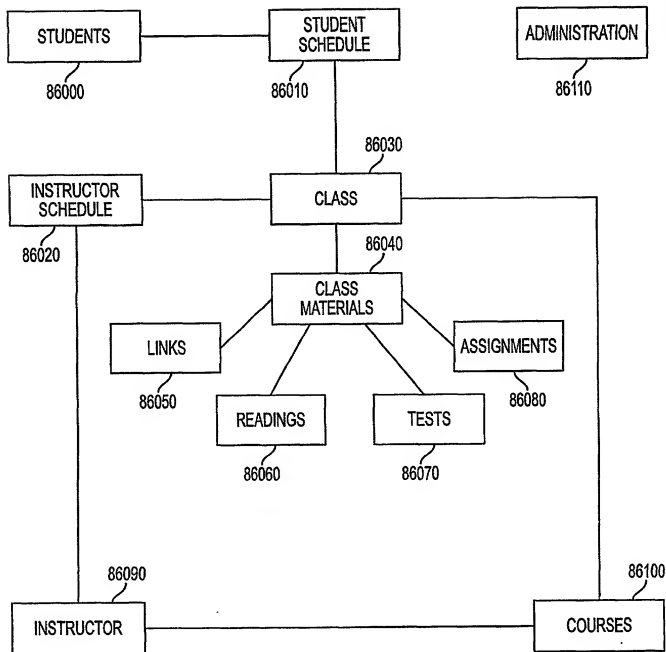 STUDENTS
86000
STUDENT
SCHEDULE
86010
ADMINISTRATION
86110
INSTRUCTOR
SCHEDULE
86020
86030
CLASS
86040
CLASS
MATERIALS
LINKS
86050
READINGS
86060
TESTS
86070
ASSIGNMENTS
86080
86090
INSTRUCTOR
86100
COURSES